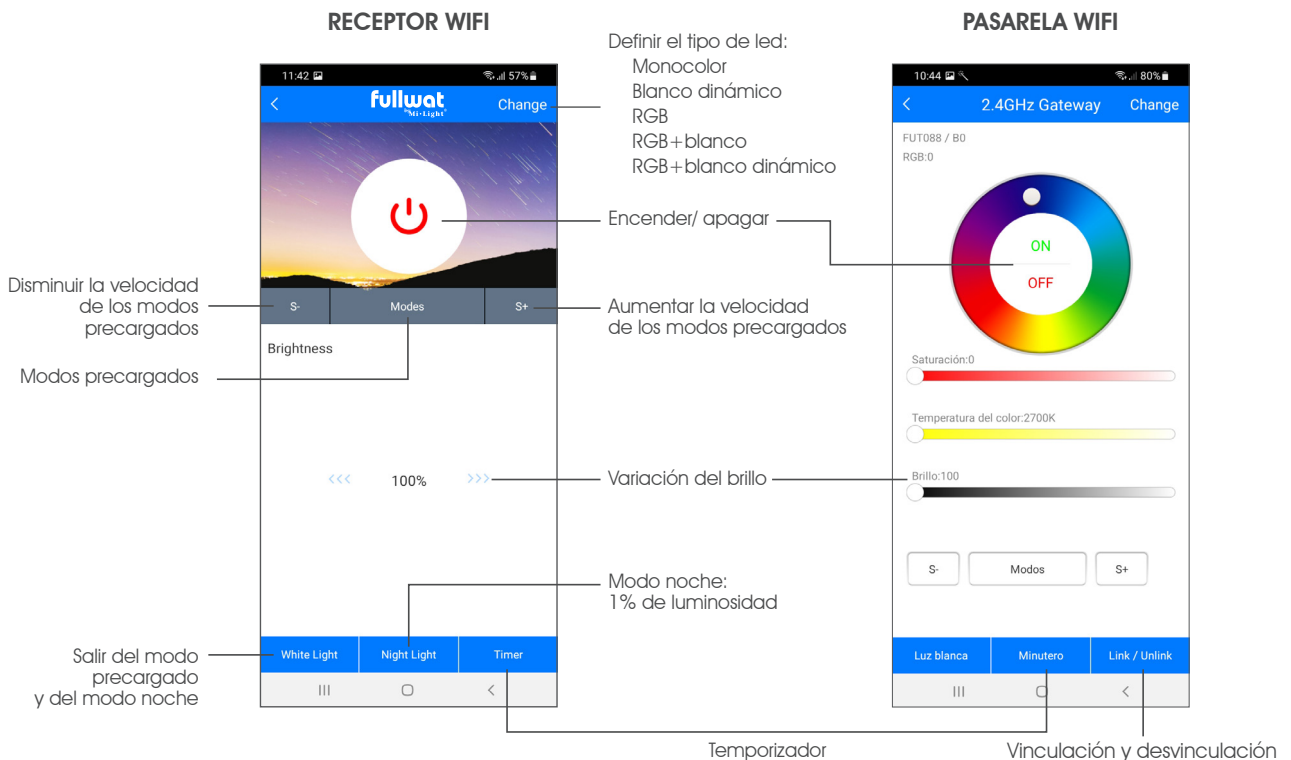 RECEPTOR WIFI
PASARELA WIFI
Definir el tipo de led:
Monocolor
Blanco dinámico
RGB
RGB+blanco
RGB+blanco dinámico
11:42
57%
fullwat
Mi·Light
Change
Encender/ apagar
Disminuir la velocidad
de los modos
precargados
S-
Modes
S+
Aumentar la velocidad
de los modos precargados
Brightness
Modos precargados
100%
Variación del brillo
Modo noche:
1% de luminosidad
Salir del modo
precargado
y del modo noche
White Light
Night Light
Timer
Temporizador
10:44
80%
2.4GHz Gateway
Change
FUT088 / B0
RGB:0
ON
OFF
Saturación:0
Temperatura del color:2700K
Brillo:100
S-
Modos
S+
Luz blanca
Minutero
Link / Unlink
Vinculación y desvinculación